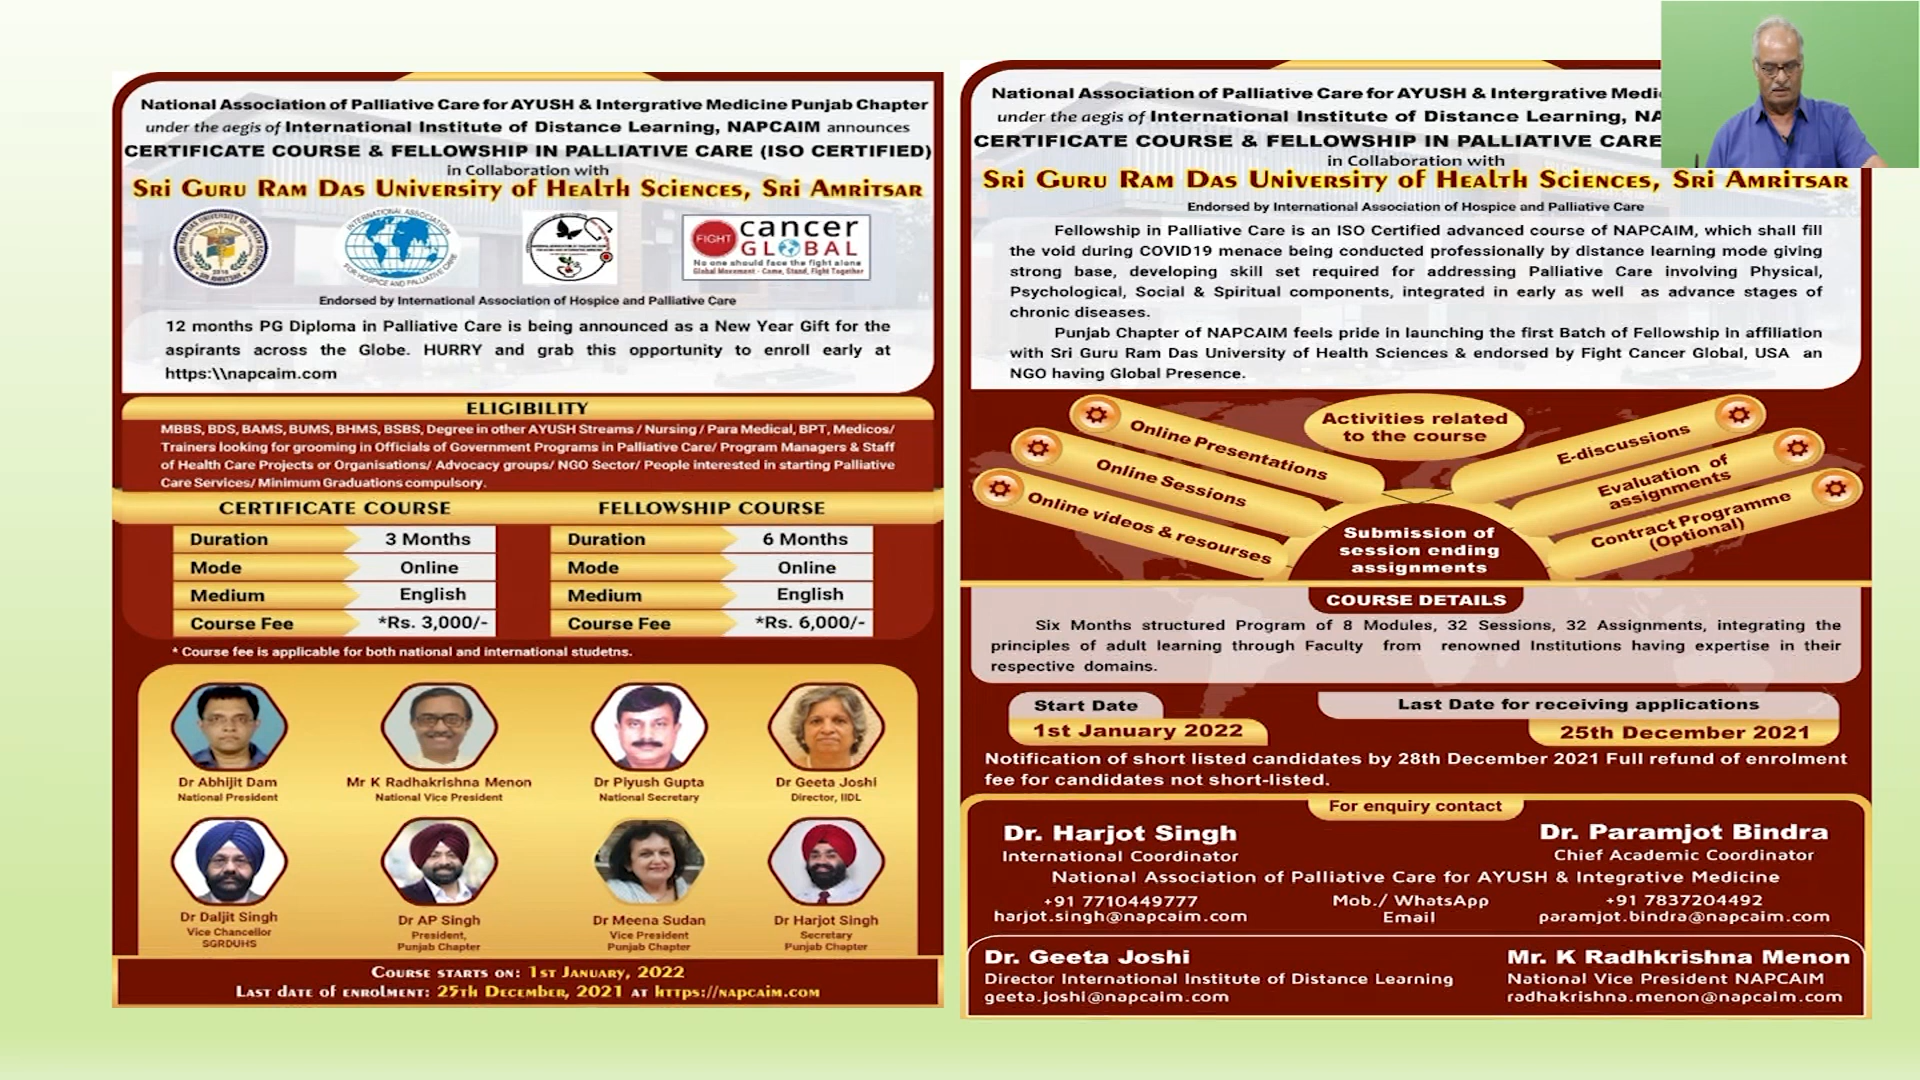 National Association of Palliative Care for AYUSH & Intergrative Medicine Punjab Chapter
under the aegis of International Institute of Distance Learning, NAPCAIM announces
CERTIFICATE COURSE & FELLOWSHIP IN PALLIATIVE CARE (ISO CERTIFIED)
in Collaboration with
SRI GURU RAM DAS UNIVERSITY OF HEALTH SCIENCES, SRI AMRITSAR
INTERNATIONAL ASSOCIATION
FOR HOSPICE AND PALLIATIVE CARE
FIGHT
cancer
GLOBAL
No one should face the fight alone
Global Movement - Come, Stand, Fight Together
Endorsed by International Association of Hospice and Palliative Care
12 months PG Diploma in Palliative Care is being announced as a New Year Gift for the
aspirants across the Globe. HURRY and grab this opportunity to enroll early at
https:\\napcaim.com
ELIGIBILITY
MBBS, BDS, BAMS, BUMS, BHMS, BSBS, Degree in other AYUSH Streams / Nursing / Para Medical, BPT, Medicos/
Trainers looking for grooming in Officials of Government Programs in Palliative Care/ Program Managers & Staff
of Health Care Projects or Organisations/ Advocacy groups/ NGO Sector/ People interested in starting Palliative
Care Services/ Minimum Graduations compulsory.
CERTIFICATE COURSE
Duration 3 Months
Mode Online
Medium English
Course Fee *Rs. 3,000/-
FELLOWSHIP COURSE
Duration 6 Months
Mode Online
Medium English
Course Fee *Rs. 6,000/-
* Course fee is applicable for both national and international studetns.
Dr Abhijit Dam
National President
Mr K Radhakrishna Menon
National Vice President
Dr Piyush Gupta
National Secretary
Dr Geeta Joshi
Director, IIDL
Dr Daljit Singh
Vice Chancellor
SGRDUHS
Dr AP Singh
President,
Punjab Chapter
Dr Meena Sudan
Vice President
Punjab Chapter
Dr Harjot Singh
Secretary
Punjab Chapter
COURSE STARTS ON: 1ST JANUARY, 2022
LAST DATE OF ENROLMENT: 25TH DECEMBER, 2021 AT HTTPS://NAPCAIM.COM
National Association of Palliative Care for AYUSH & Intergrative Medi
under the aegis of International Institute of Distance Learning, NA
CERTIFICATE COURSE & FELLOWSHIP IN PALLIATIVE CARE
in Collaboration with
SRI GURU RAM DAS UNIVERSITY OF HEALTH SCIENCES, SRI AMRITSAR
Endorsed by International Association of Hospice and Palliative Care
Fellowship in Palliative Care is an ISO Certified advanced course of NAPCAIM, which shall fill
the void during COVID19 menace being conducted professionally by distance learning mode giving
strong base, developing skill set required for addressing Palliative Care involving Physical,
Psychological, Social & Spiritual components, integrated in early as well as advance stages of
chronic diseases.
Punjab Chapter of NAPCAIM feels pride in launching the first Batch of Fellowship in affiliation
with Sri Guru Ram Das University of Health Sciences & endorsed by Fight Cancer Global, USA an
NGO having Global Presence.
Activities related
to the course
Online Presentations
Online Sessions
Online videos & resourses
E-discussions
Evaluation of
assignments
Contract Programme
(Optional)
Submission of
session ending
assignments
COURSE DETAILS
Six Months structured Program of 8 Modules, 32 Sessions, 32 Assignments, integrating the
principles of adult learning through Faculty from renowned Institutions having expertise in their
respective domains.
Start Date
1st January 2022
Last Date for receiving applications
25th December 2021
Notification of short listed candidates by 28th December 2021 Full refund of enrolment
fee for candidates not short-listed.
For enquiry contact
Dr. Harjot Singh
International Coordinator
Dr. Paramjot Bindra
Chief Academic Coordinator
National Association of Palliative Care for AYUSH & Integrative Medicine
+91 7710449777 Mob./ WhatsApp +91 7837204492
harjot.singh@napcaim.com Email paramjot.bindra@napcaim.com
Dr. Geeta Joshi
Director International Institute of Distance Learning
geeta.joshi@napcaim.com
Mr. K Radhkrishna Menon
National Vice President NAPCAIM
radhakrishna.menon@napcaim.com